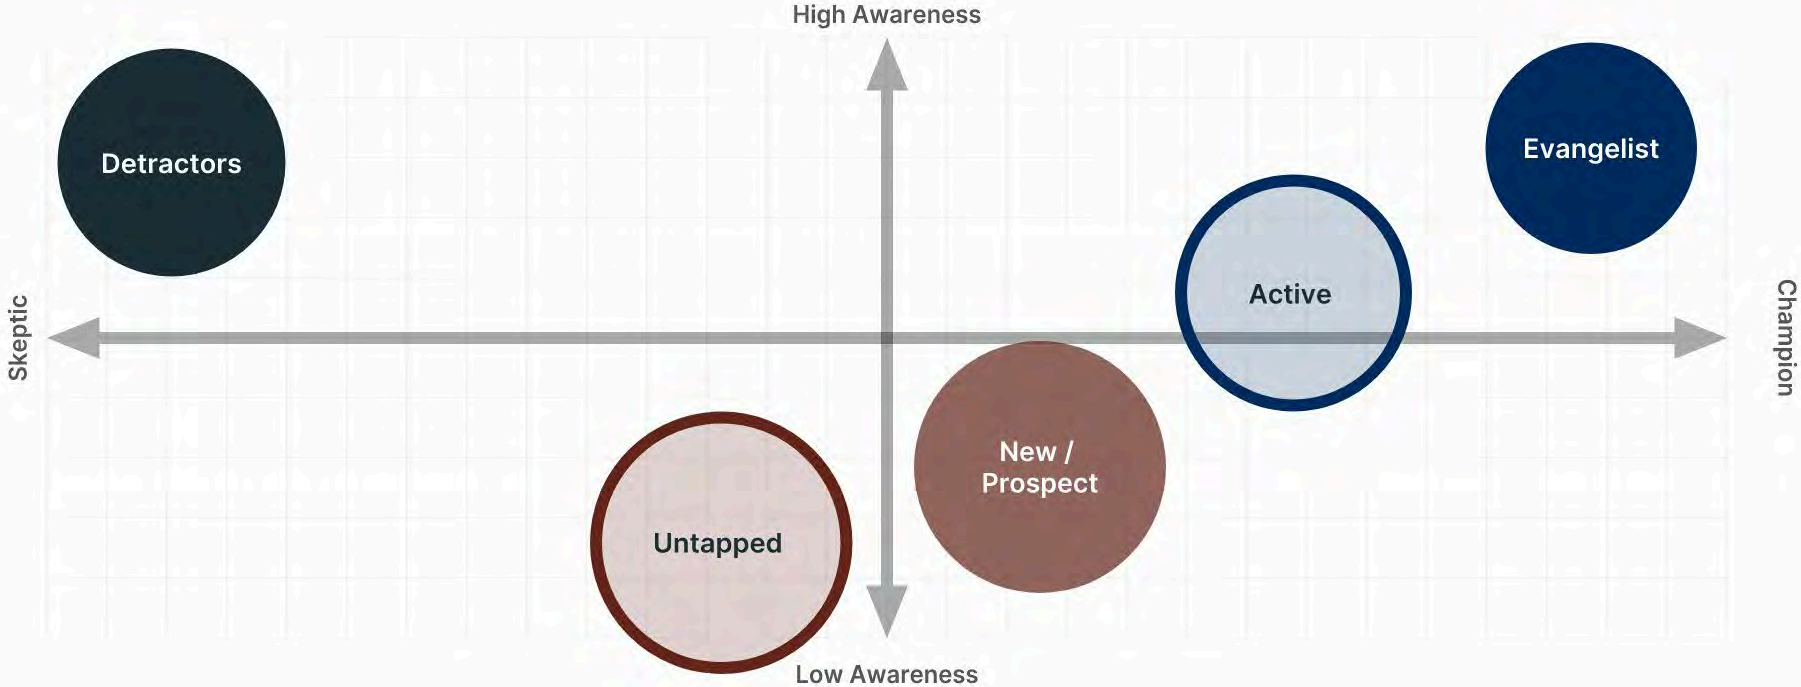 High Awareness
Detractors
Evangelist
Active
Skeptic
Champion
New /
Prospect
Untapped
Low Awareness